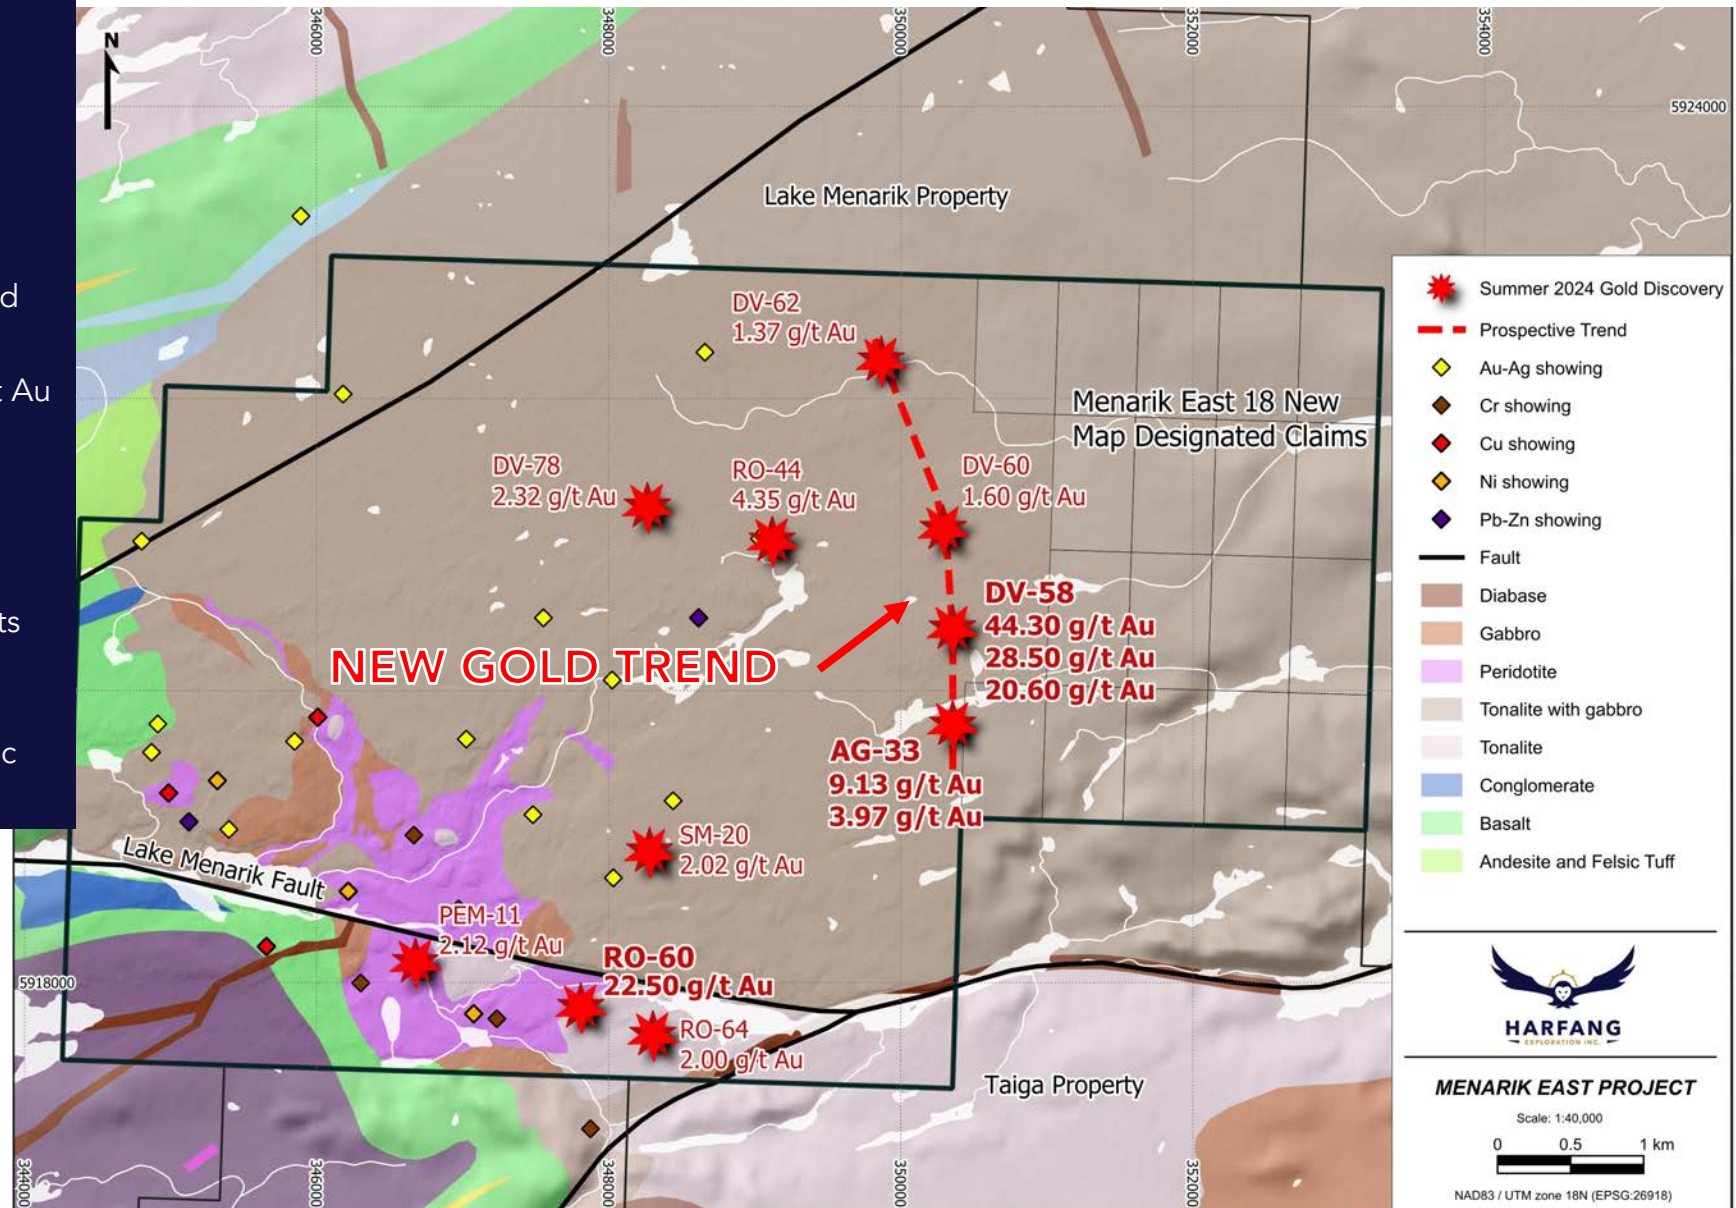 d
t Au
ts
c
N
346000
348000
350000
352000
354000
5924000
Lake Menarik Property
DV-62
1.37 g/t Au
Menarik East 18 New
Map Designated Claims
DV-78
2.32 g/t Au
RO-44
4.35 g/t Au
DV-60
1.60 g/t Au
DV-58
44.30 g/t Au
28.50 g/t Au
20.60 g/t Au
NEW GOLD TREND
AG-33
9.13 g/t Au
3.97 g/t Au
SM-20
2.02 g/t Au
Lake Menarik Fault
PEM-11
2.12 g/t Au
RO-60
22.50 g/t Au
RO-64
2.00 g/t Au
5918000
Taiga Property
344000
346000
348000
350000
352000
Summer 2024 Gold Discovery
Prospective Trend
Au-Ag showing
Cr showing
Cu showing
Ni showing
Pb-Zn showing
Fault
Diabase
Gabbro
Peridotite
Tonalite with gabbro
Tonalite
Conglomerate
Basalt
Andesite and Felsic Tuff
HARFANG
EXPLORATION INC.
MENARIK EAST PROJECT
Scale: 1:40,000
0 0.5 1 km
NAD83 / UTM zone 18N (EPSG:26918)